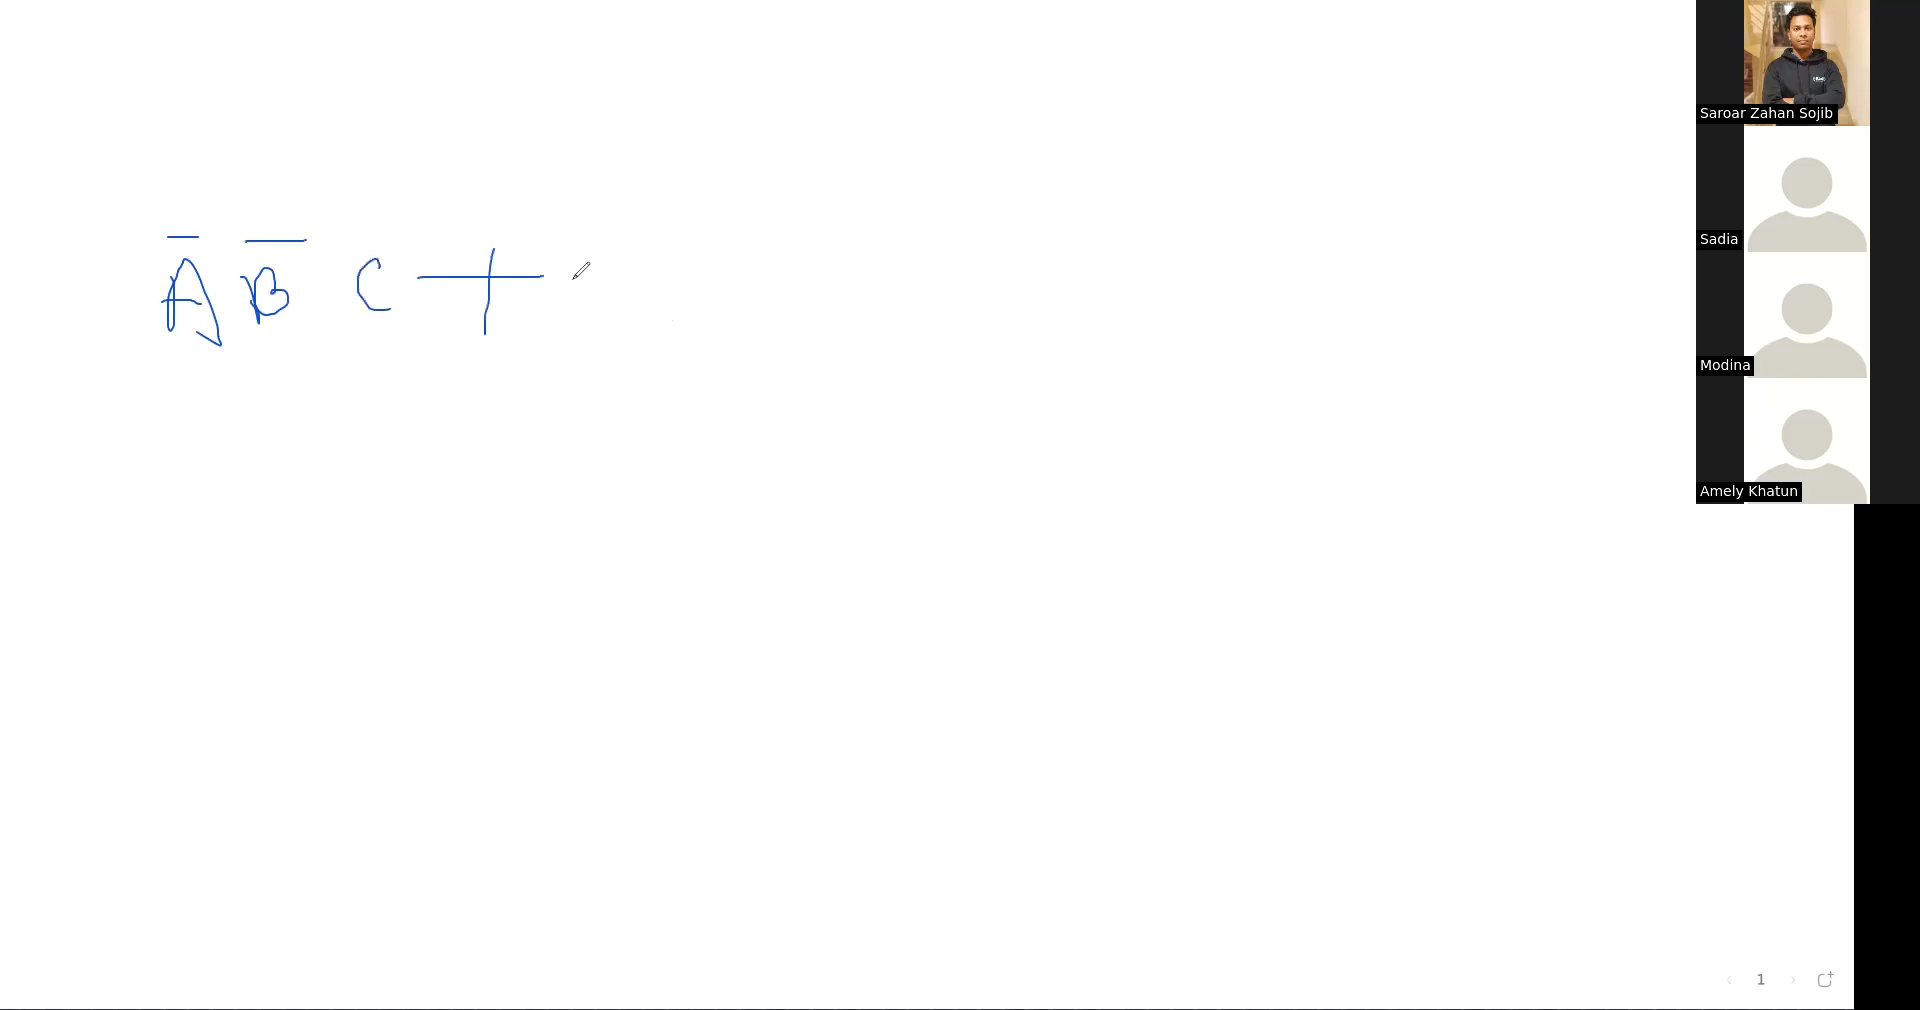 A̅ B̅ C +
Saroar Zahan Sojib
Sadia
Modina
Amely Khatun
1